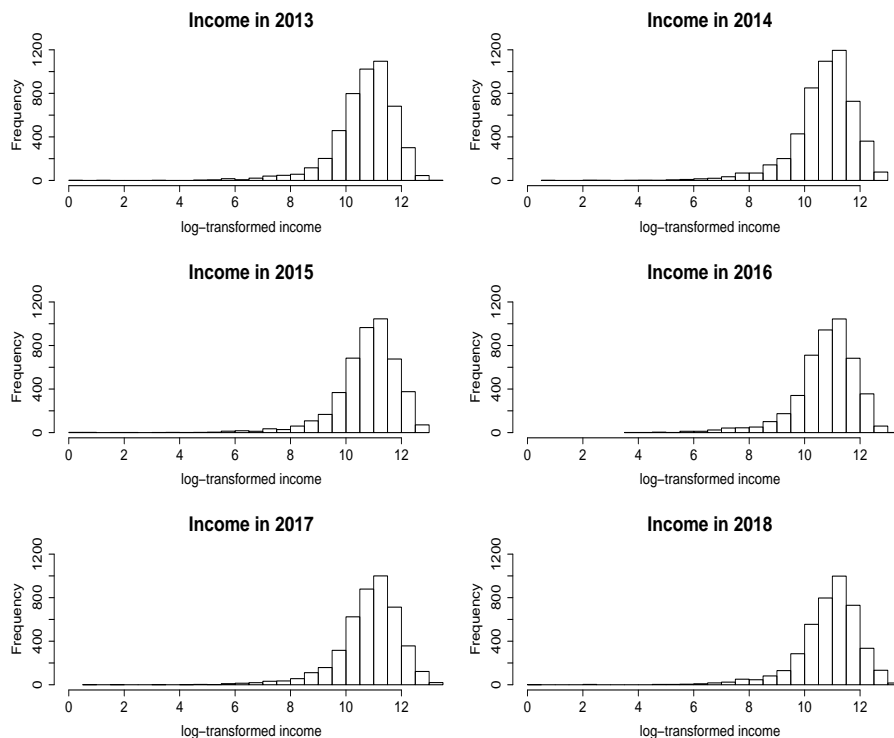 Income in 2013
Frequency
0 400 800 1200
0 2 4 6 8 10 12
log−transformed income
Income in 2014
Frequency
0 400 800 1200
0 2 4 6 8 10 12
log−transformed income
Income in 2015
Frequency
0 400 800 1200
0 2 4 6 8 10 12
log−transformed income
Income in 2016
Frequency
0 400 800 1200
0 2 4 6 8 10 12
log−transformed income
Income in 2017
Frequency
0 400 800 1200
0 2 4 6 8 10 12
log−transformed income
Income in 2018
Frequency
0 400 800 1200
0 2 4 6 8 10 12
log−transformed income